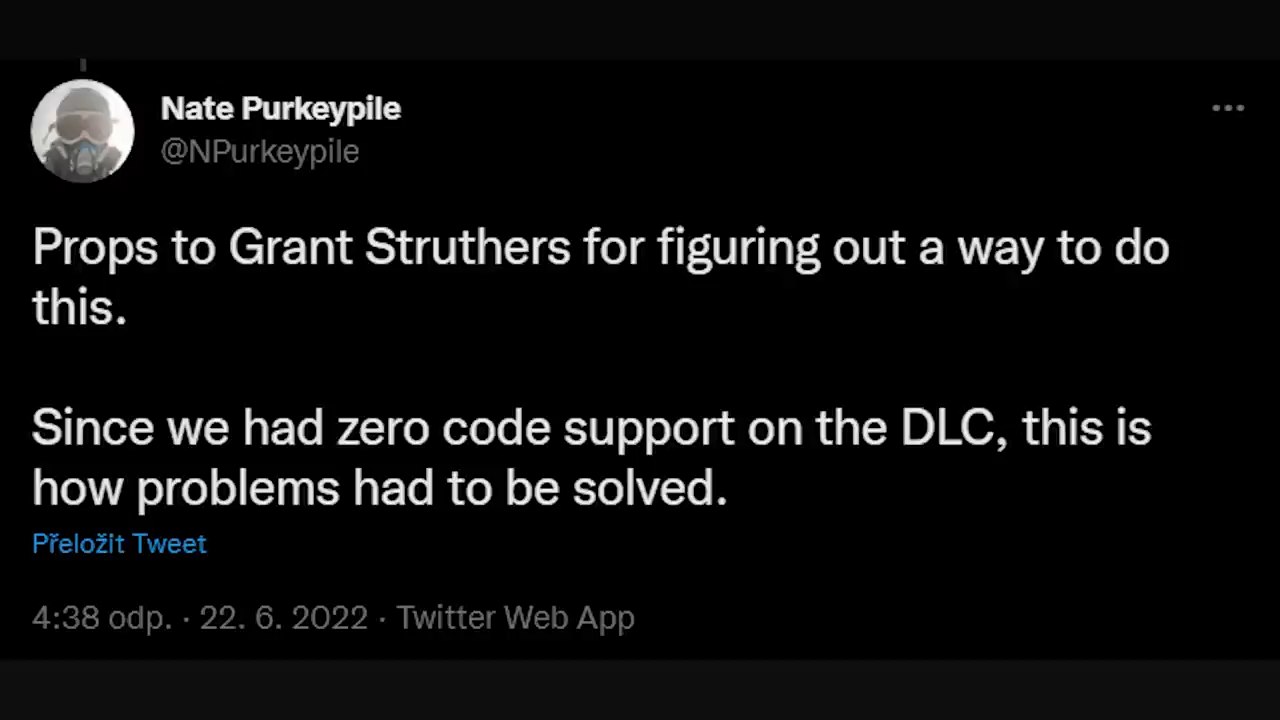 Nate Purkeypile
@NPurkeypile
Props to Grant Struthers for figuring out a way to do
this.
Since we had zero code support on the DLC, this is
how problems had to be solved.
Přeložit Tweet
4:38 odp. · 22. 6. 2022 · Twitter Web App